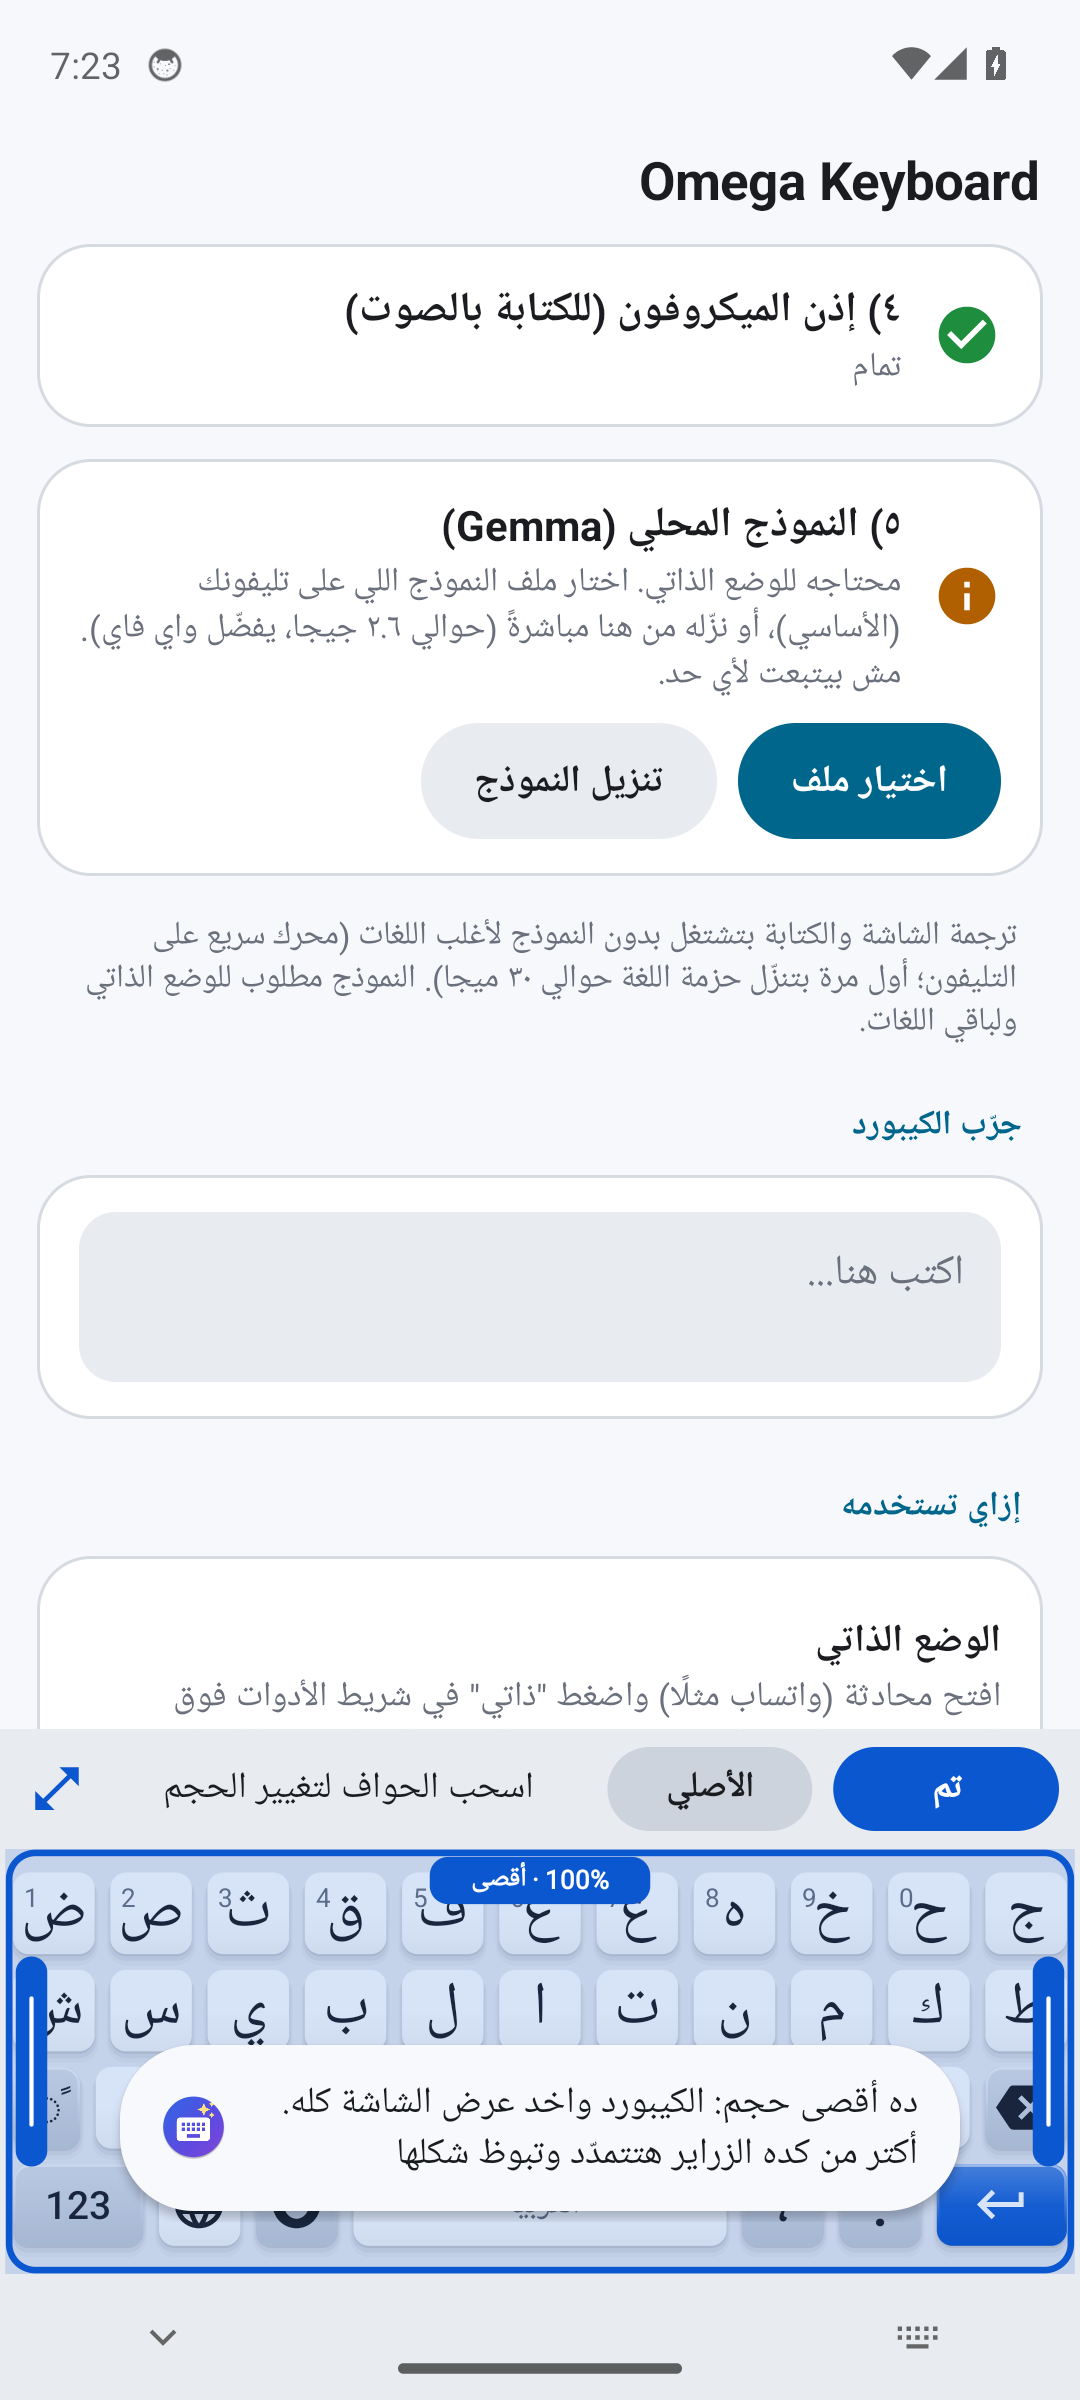 7:23
Omega Keyboard
٤) إذن الميكروفون (للكتابة بالصوت)
تمام
٥) النموذج المحلي (Gemma)
محتاجه للوضع الذاتي. اختار ملف النموذج اللي على تليفونك
(الأساسي)، أو نزّله من هنا مباشرةً (حوالي ٢.٦ جيجا، يفضّل واي فاي).
مش بيتبعت لأي حد.
اختيار ملف
تنزيل النموذج
ترجمة الشاشة والكتابة بتشتغل بدون النموذج لأغلب اللغات (محرك سريع على
التليفون؛ أول مرة بتنزّل حزمة اللغة حوالي ٣٠ ميجا). النموذج مطلوب للوضع الذاتي
ولباقي اللغات.
جرّب الكيبورد
اكتب هنا...
إزاي تستخدمه
الوضع الذاتي
افتح محادثة (واتساب مثلًا) واضغط "ذاتي" في شريط الأدوات فوق
تم
الأصلي
اسحب الحواف لتغيير الحجم
100% · أقصى
1 ض 2 ص 3 ث 4 ق 5 ف ع 8 ه 9 خ 0 ح ج
ش س ي ب ل ا ت ن م ك ط
ده أقصى حجم: الكيبورد واخد عرض الشاشة كله.
أكتر من كده الزراير هتتمدّد وتبوظ شكلها
123 ، .